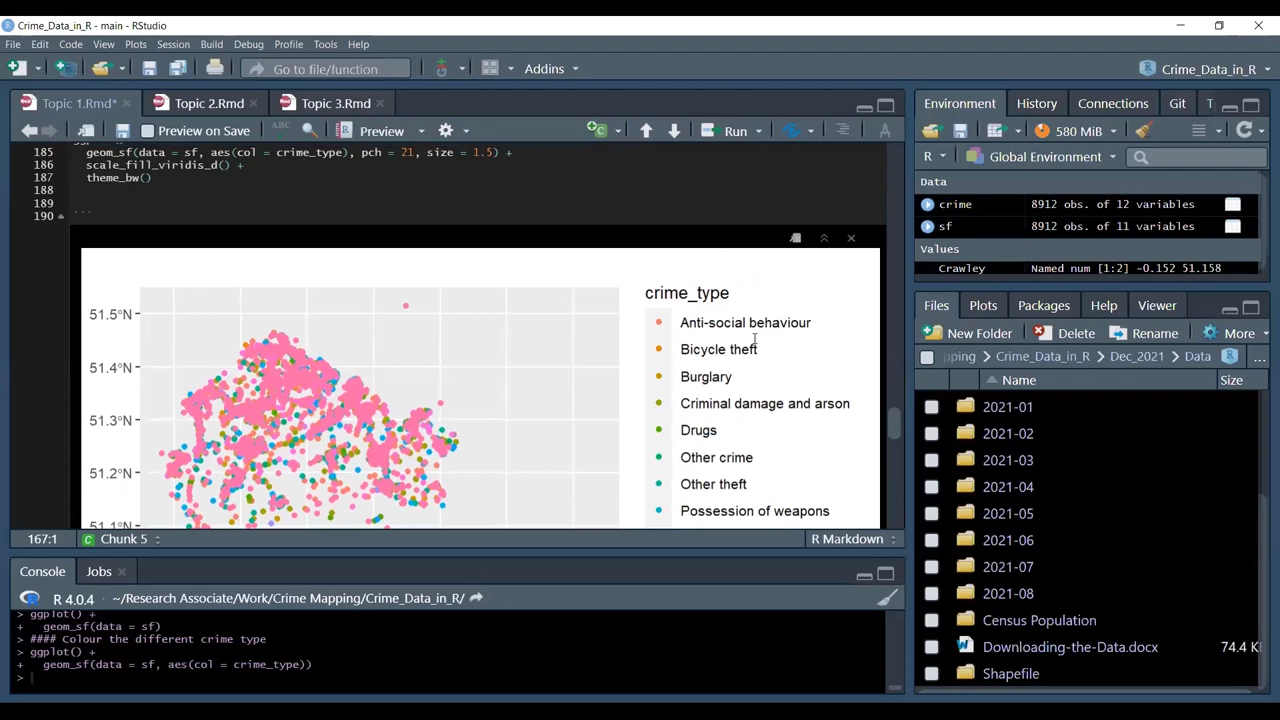 Crime_Data_in_R - main - RStudio
File Edit Code View Plots Session Build Debug Profile Tools Help
Go to file/function Addins Crime_Data_in_R
Topic 1.Rmd* Topic 2.Rmd Topic 3.Rmd
Preview on Save ABC Preview Run
185 geom_sf(data = sf, aes(col = crime_type), pch = 21, size = 1.5) +
186 scale_fill_viridis_d() +
187 theme_bw()
188
189
190 ```
crime_type
Anti-social behaviour
Bicycle theft
Burglary
Criminal damage and arson
Drugs
Other crime
Other theft
Possession of weapons
51.5°N
51.4°N
51.3°N
51.2°N
51.1°N
167:1 Chunk 5 R Markdown
Console Jobs
R 4.0.4 · ~/Research Associate/Work/Crime Mapping/Crime_Data_in_R/
> ggplot() +
+ geom_sf(data = sf)
> #### Colour the different crime type
> ggplot() +
+ geom_sf(data = sf, aes(col = crime_type))
>
Environment History Connections Git T
580 MiB
R Global Environment
Data
crime 8912 obs. of 12 variables
sf 8912 obs. of 11 variables
Values
Crawley Named num [1:2] -0.152 51.158
Files Plots Packages Help Viewer
New Folder Delete Rename More
pping Crime_Data_in_R Dec_2021 Data ...
Name Size
2021-01
2021-02
2021-03
2021-04
2021-05
2021-06
2021-07
2021-08
Census Population
Downloading-the-Data.docx 74.4 K
Shapefile